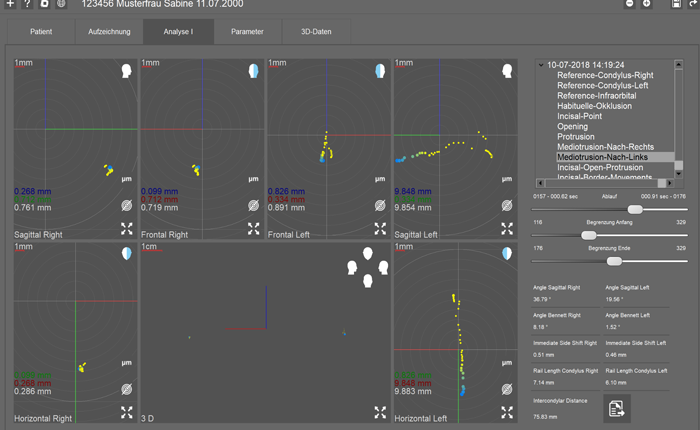 123456 Mustermann Sabine 11.07.2000
Patient
Aufzeichnung
Analyse I
Parameter
3D-Daten
1mm
µm
0.268 mm
0.761 mm
Sagittal Right
1mm
µm
0.099 mm
0.712 mm
0.719 mm
Frontal Right
1mm
µm
0.826 mm
0.334 mm
0.891 mm
Frontal Left
1mm
µm
9.848 mm
9.854 mm
Sagittal Left
1mm
µm
0.268 mm
0.286 mm
Horizontal Right
1cm
3 D
1mm
µm
9.848 mm
9.883 mm
Horizontal Left
10-07-2018 14:19:24
Reference-Condylus-Right
Reference-Condylus-Left
Reference-Infraorbital
Habituelle-Okklusion
Incisal-Point
Opening
Protrusion
Mediotrusion-Nach-Rechts
Mediotrusion-Nach-Links
Incisal-Open-Protrusion
Incisal-Border-Movements
0157 - 000.82 sec Ablauf 000.91 sec - 0176
116 Begrenzung Anfang 329
176 Begrenzung Ende 329
Angle Sagittal Right Angle Sagittal Left
36.79 ° 19.56 °
Angle Bennett Right Angle Bennett Left
8.18 ° 1.52 °
Immediate Side Shift Right Immediate Side Shift Left
0.51 mm 0.46 mm
Rail Length Condylus Right Rail Length Condylus Left
7.14 mm 6.10 mm
Intercondylar Distance
75.83 mm